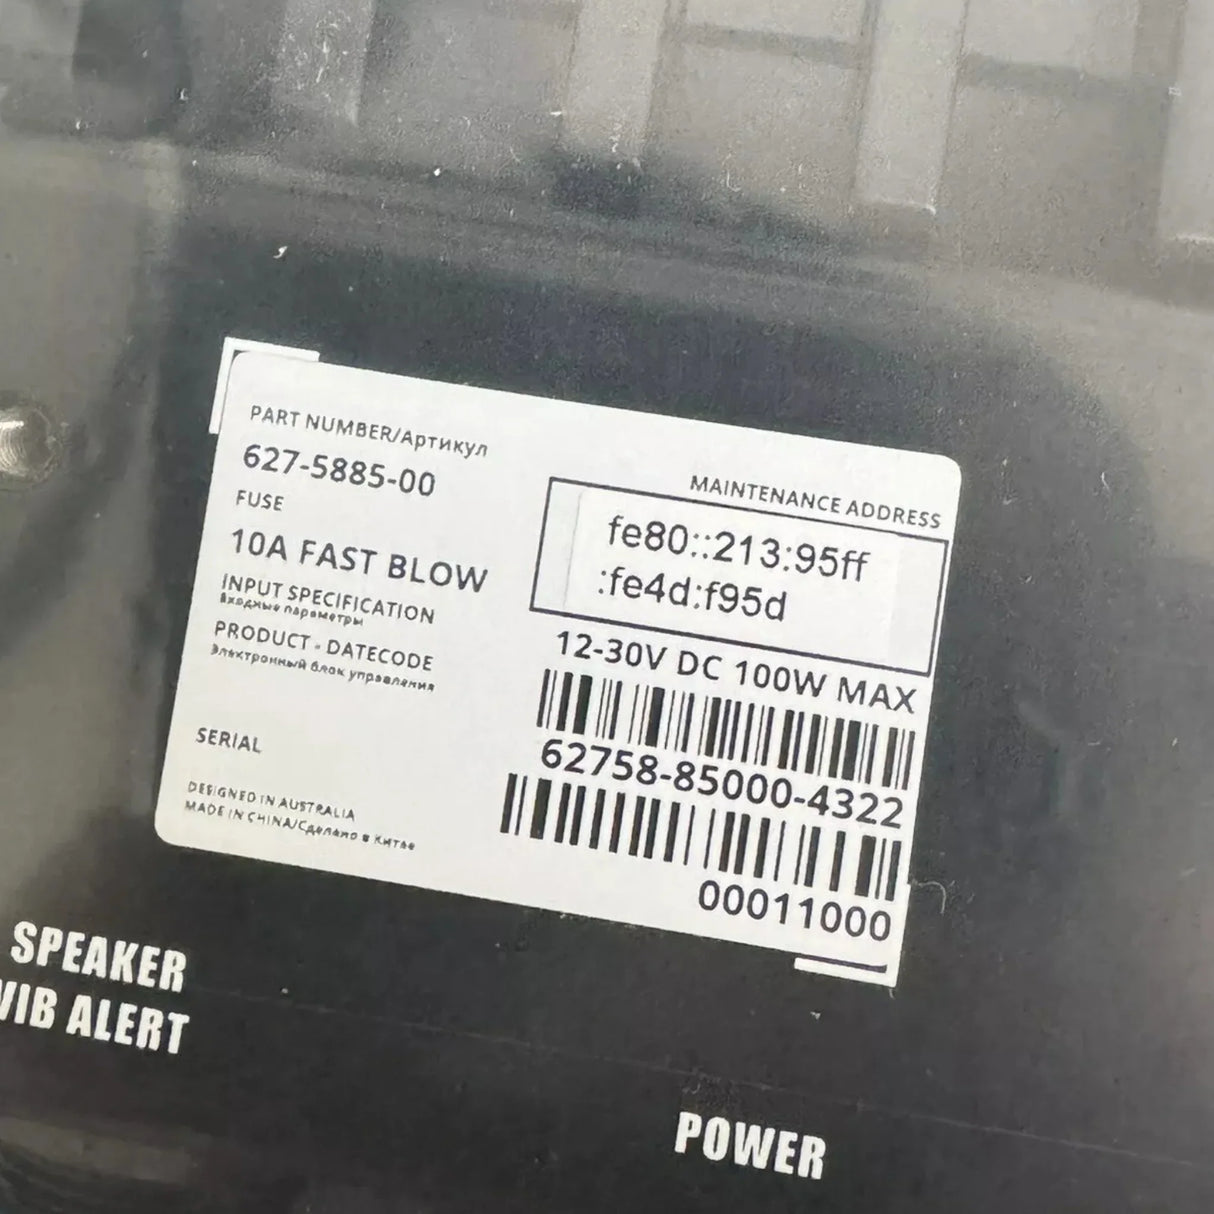 PART NUMBER/Артикул
627-5885-00
FUSE
10A FAST BLOW
INPUT SPECIFICATION
Входные параметры
PRODUCT - DATECODE
Электронный блок управления
SERIAL
DESIGNED IN AUSTRALIA
MADE IN CHINA/Сделано в Китае
MAINTENANCE ADDRESS
fe80::213:95ff
:fe4d:f95d
12-30V DC 100W MAX
62758-85000-4322
00011000
SPEAKER
VIB ALERT
POWER